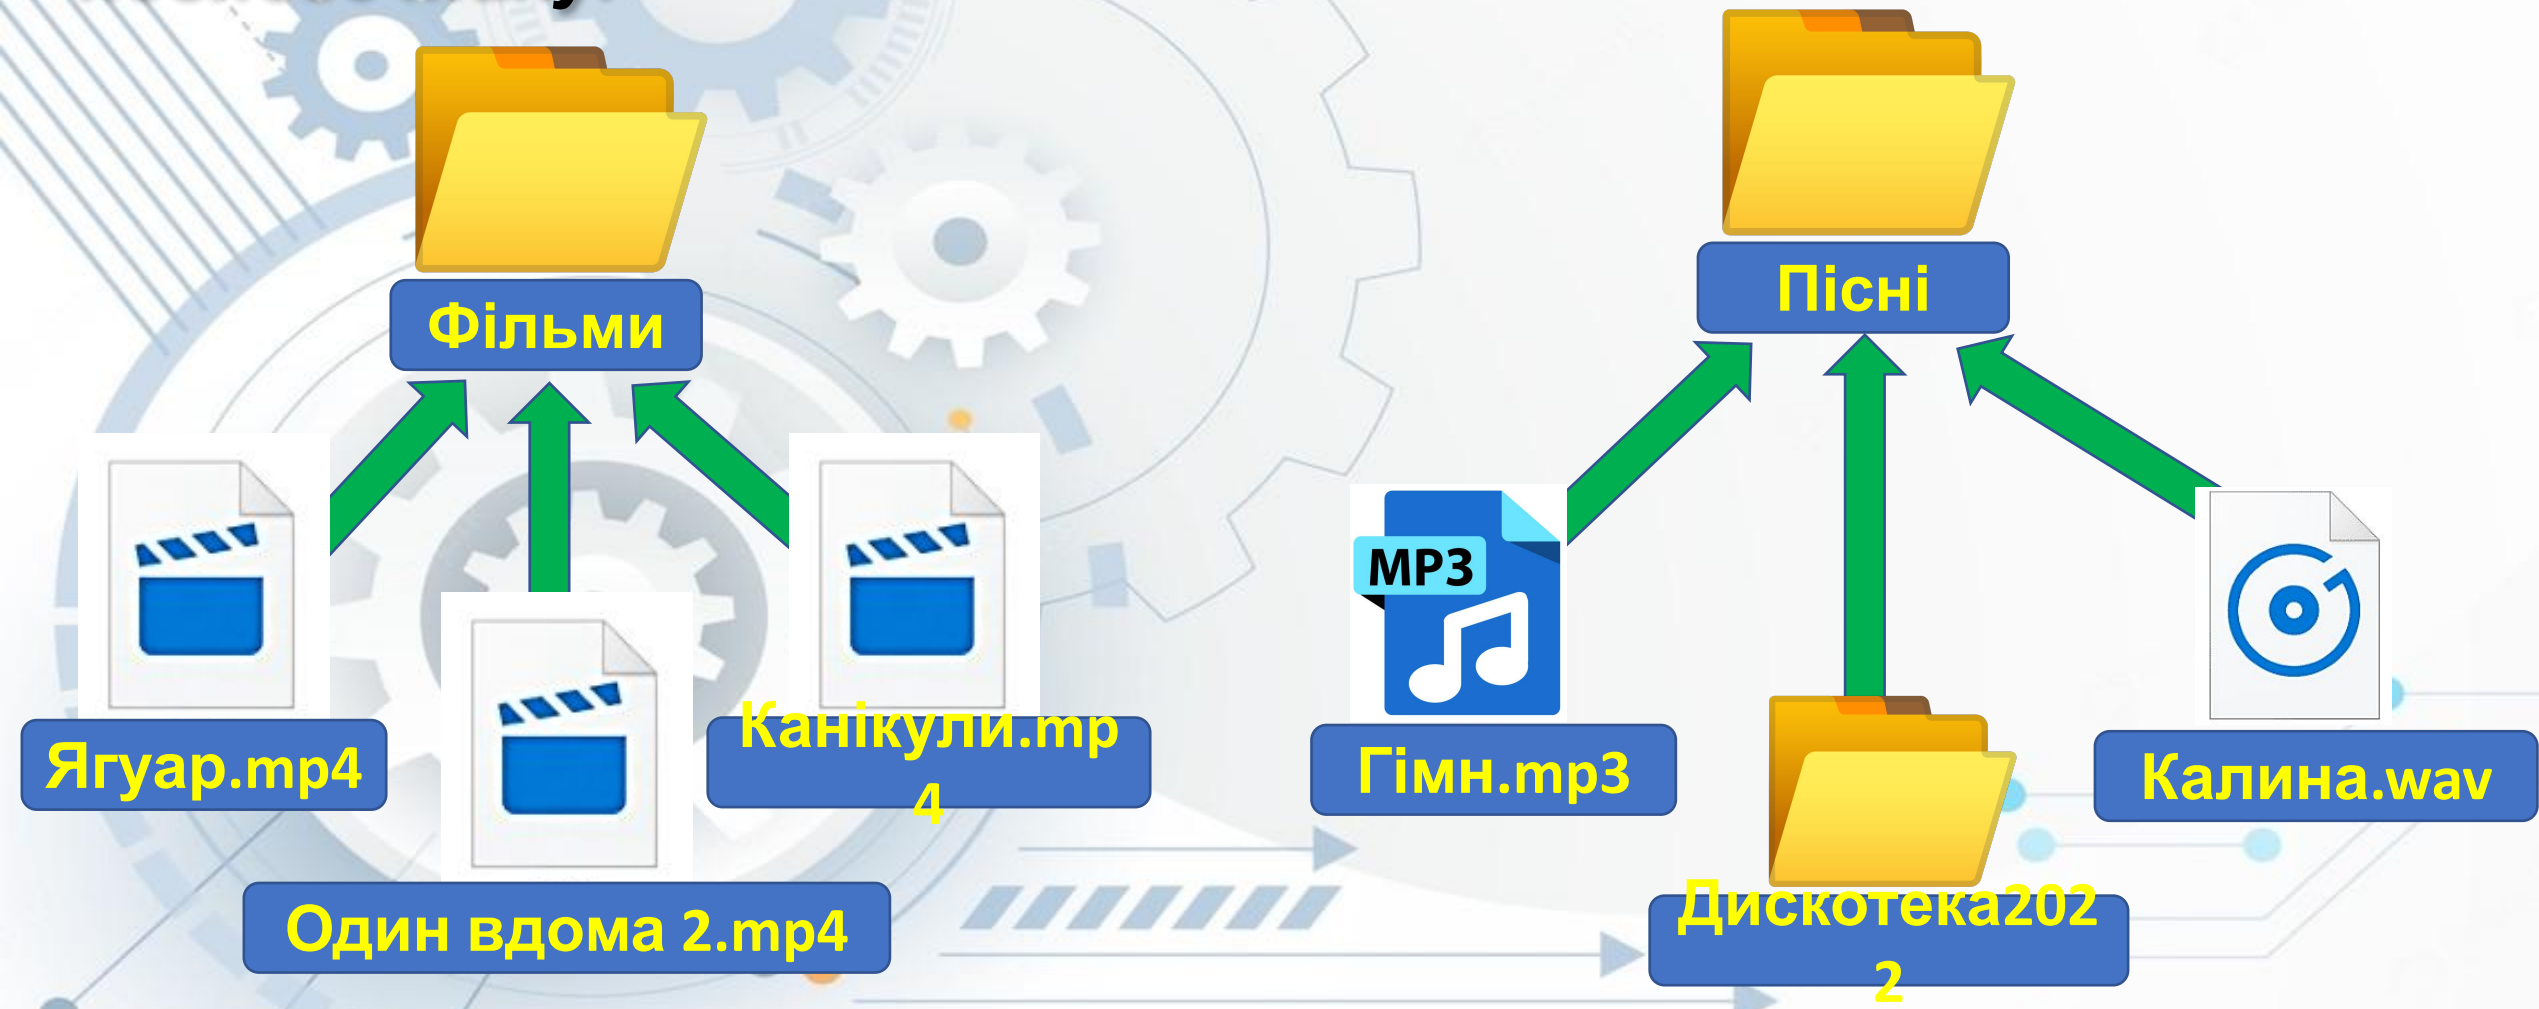 Фільми
Ягуар.mp4
Один вдома 2.mp4
Канікули.mp
4
Пісні
MP3
Гімн.mp3
Дискотека202
2
Калина.wav